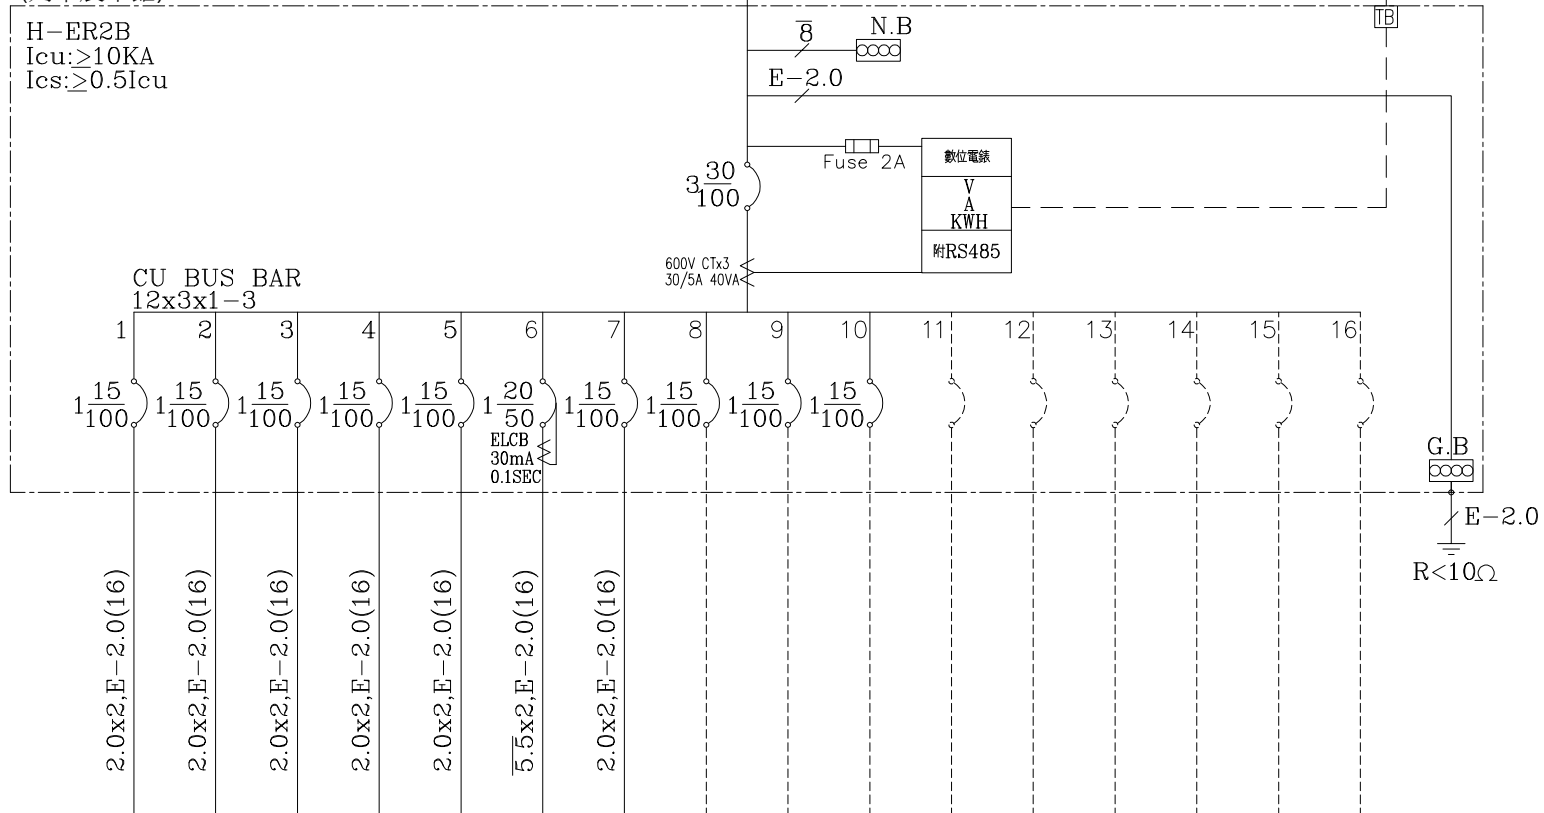 H-ER2B
Icu:≥10KA
Ics:≥0.5Icu
8
N.B
TB
E-2.0
Fuse 2A
數位電錶
V
A
KWH
附RS485
3 30/100
600V CTx3
30/5A 40VA
CU BUS BAR
12x3x1-3
1 2 3 4 5 6 7 8 9 10 11 12 13 14 15 16
1 15/100 1 15/100 1 15/100 1 15/100 1 15/100 1 20/50 1 15/100 1 15/100 1 15/100 1 15/100
ELCB
30mA
0.1SEC
G.B
E-2.0
R<10Ω
2.0x2,E-2.0(16)
2.0x2,E-2.0(16)
2.0x2,E-2.0(16)
2.0x2,E-2.0(16)
2.0x2,E-2.0(16)
5.5x2,E-2.0(16)
2.0x2,E-2.0(16)